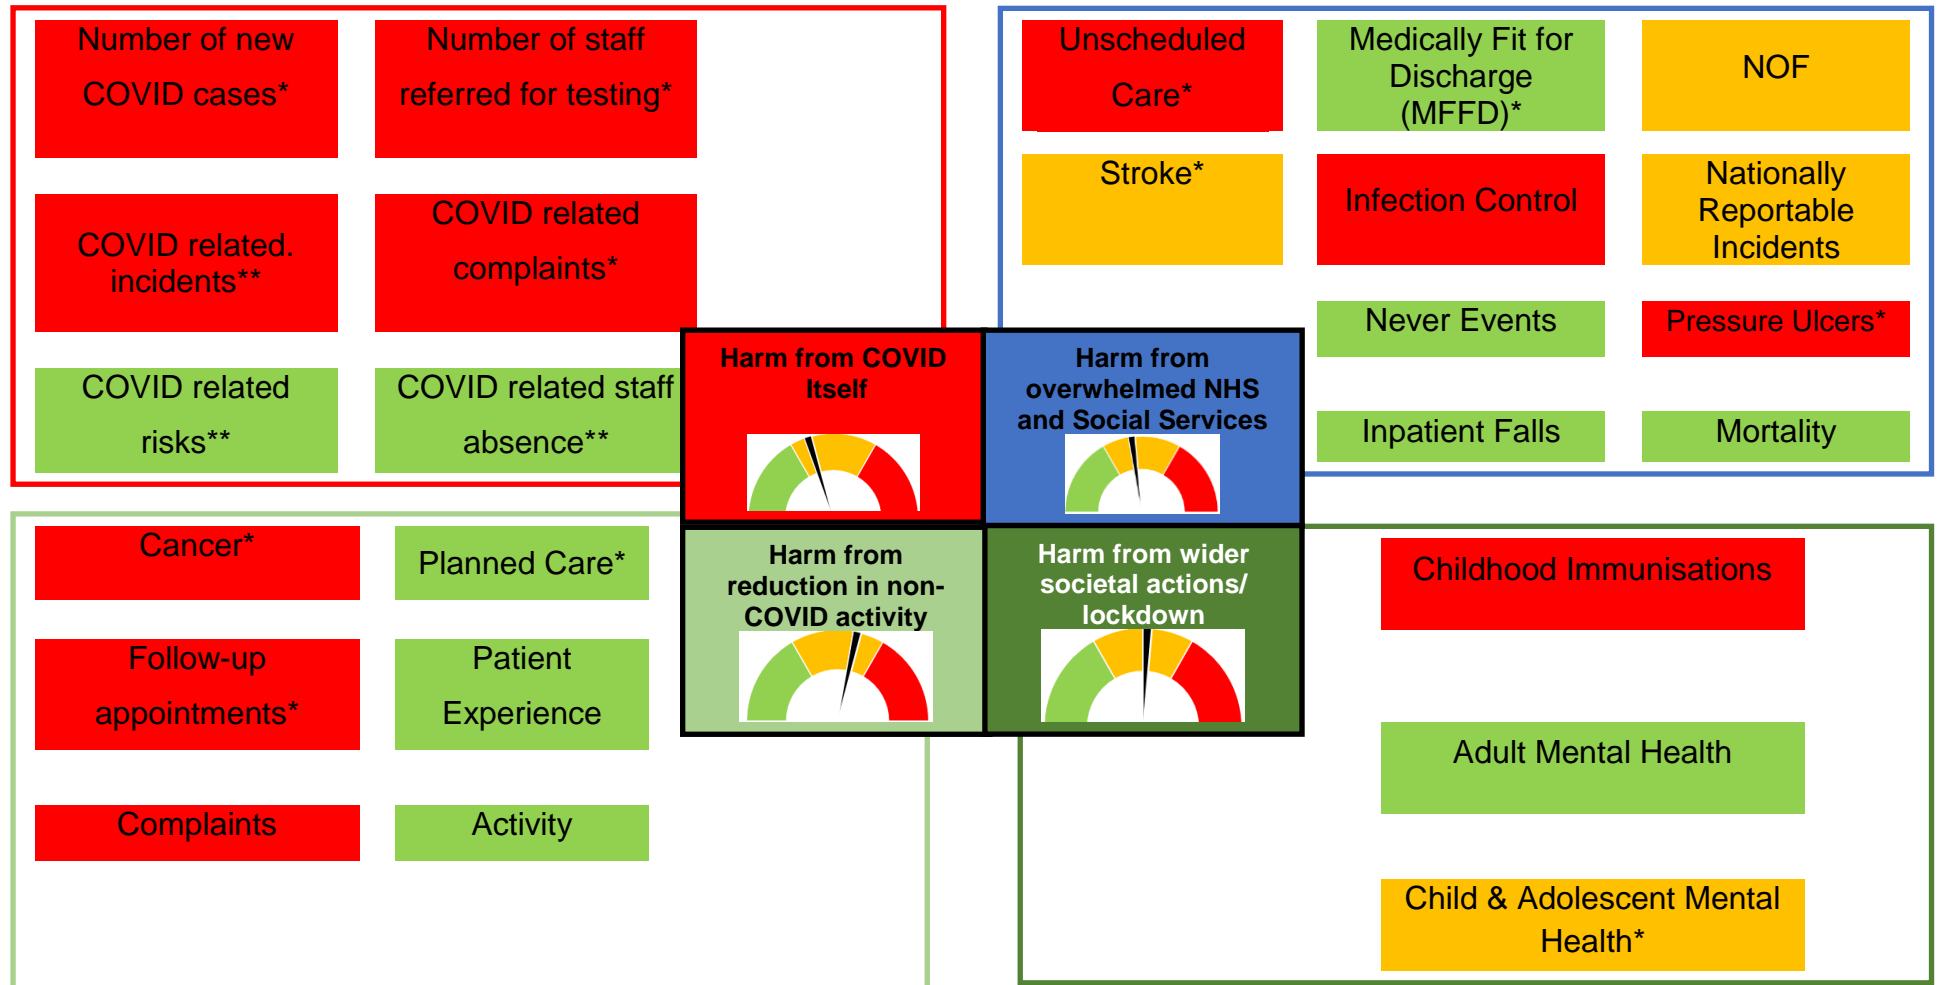 Number of new
COVID cases*
Number of staff
referred for testing*
COVID related.
incidents**
COVID related
complaints*
COVID related
risks**
COVID related staff
absence**
Unscheduled
Care*
Medically Fit for
Discharge
(MFFD)*
NOF
Stroke*
Infection Control
Nationally
Reportable
Incidents
Never Events
Pressure Ulcers*
Inpatient Falls
Mortality
Harm from COVID
Itself
Harm from
overwhelmed NHS
and Social Services
Harm from
reduction in non-
COVID activity
Harm from wider
societal actions/
lockdown
Cancer*
Planned Care*
Follow-up
appointments*
Patient
Experience
Complaints
Activity
Childhood Immunisations
Adult Mental Health
Child & Adolescent Mental
Health*